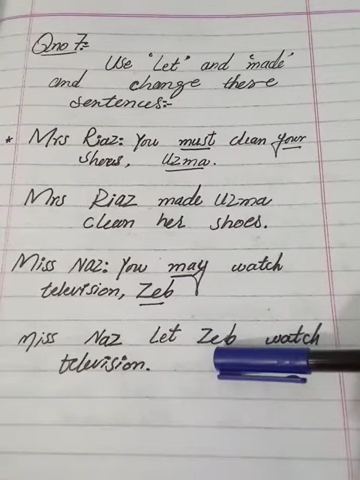 Qno 7:-
Use "Let" and "made"
and change these
sentences:-
* Mrs Riaz: You must clean your
shoes, Uzma.
Mrs Riaz made Uzma
clean her shoes.
Miss Naz: You may watch
television, Zeb
Miss Naz Let Zeb watch
television.